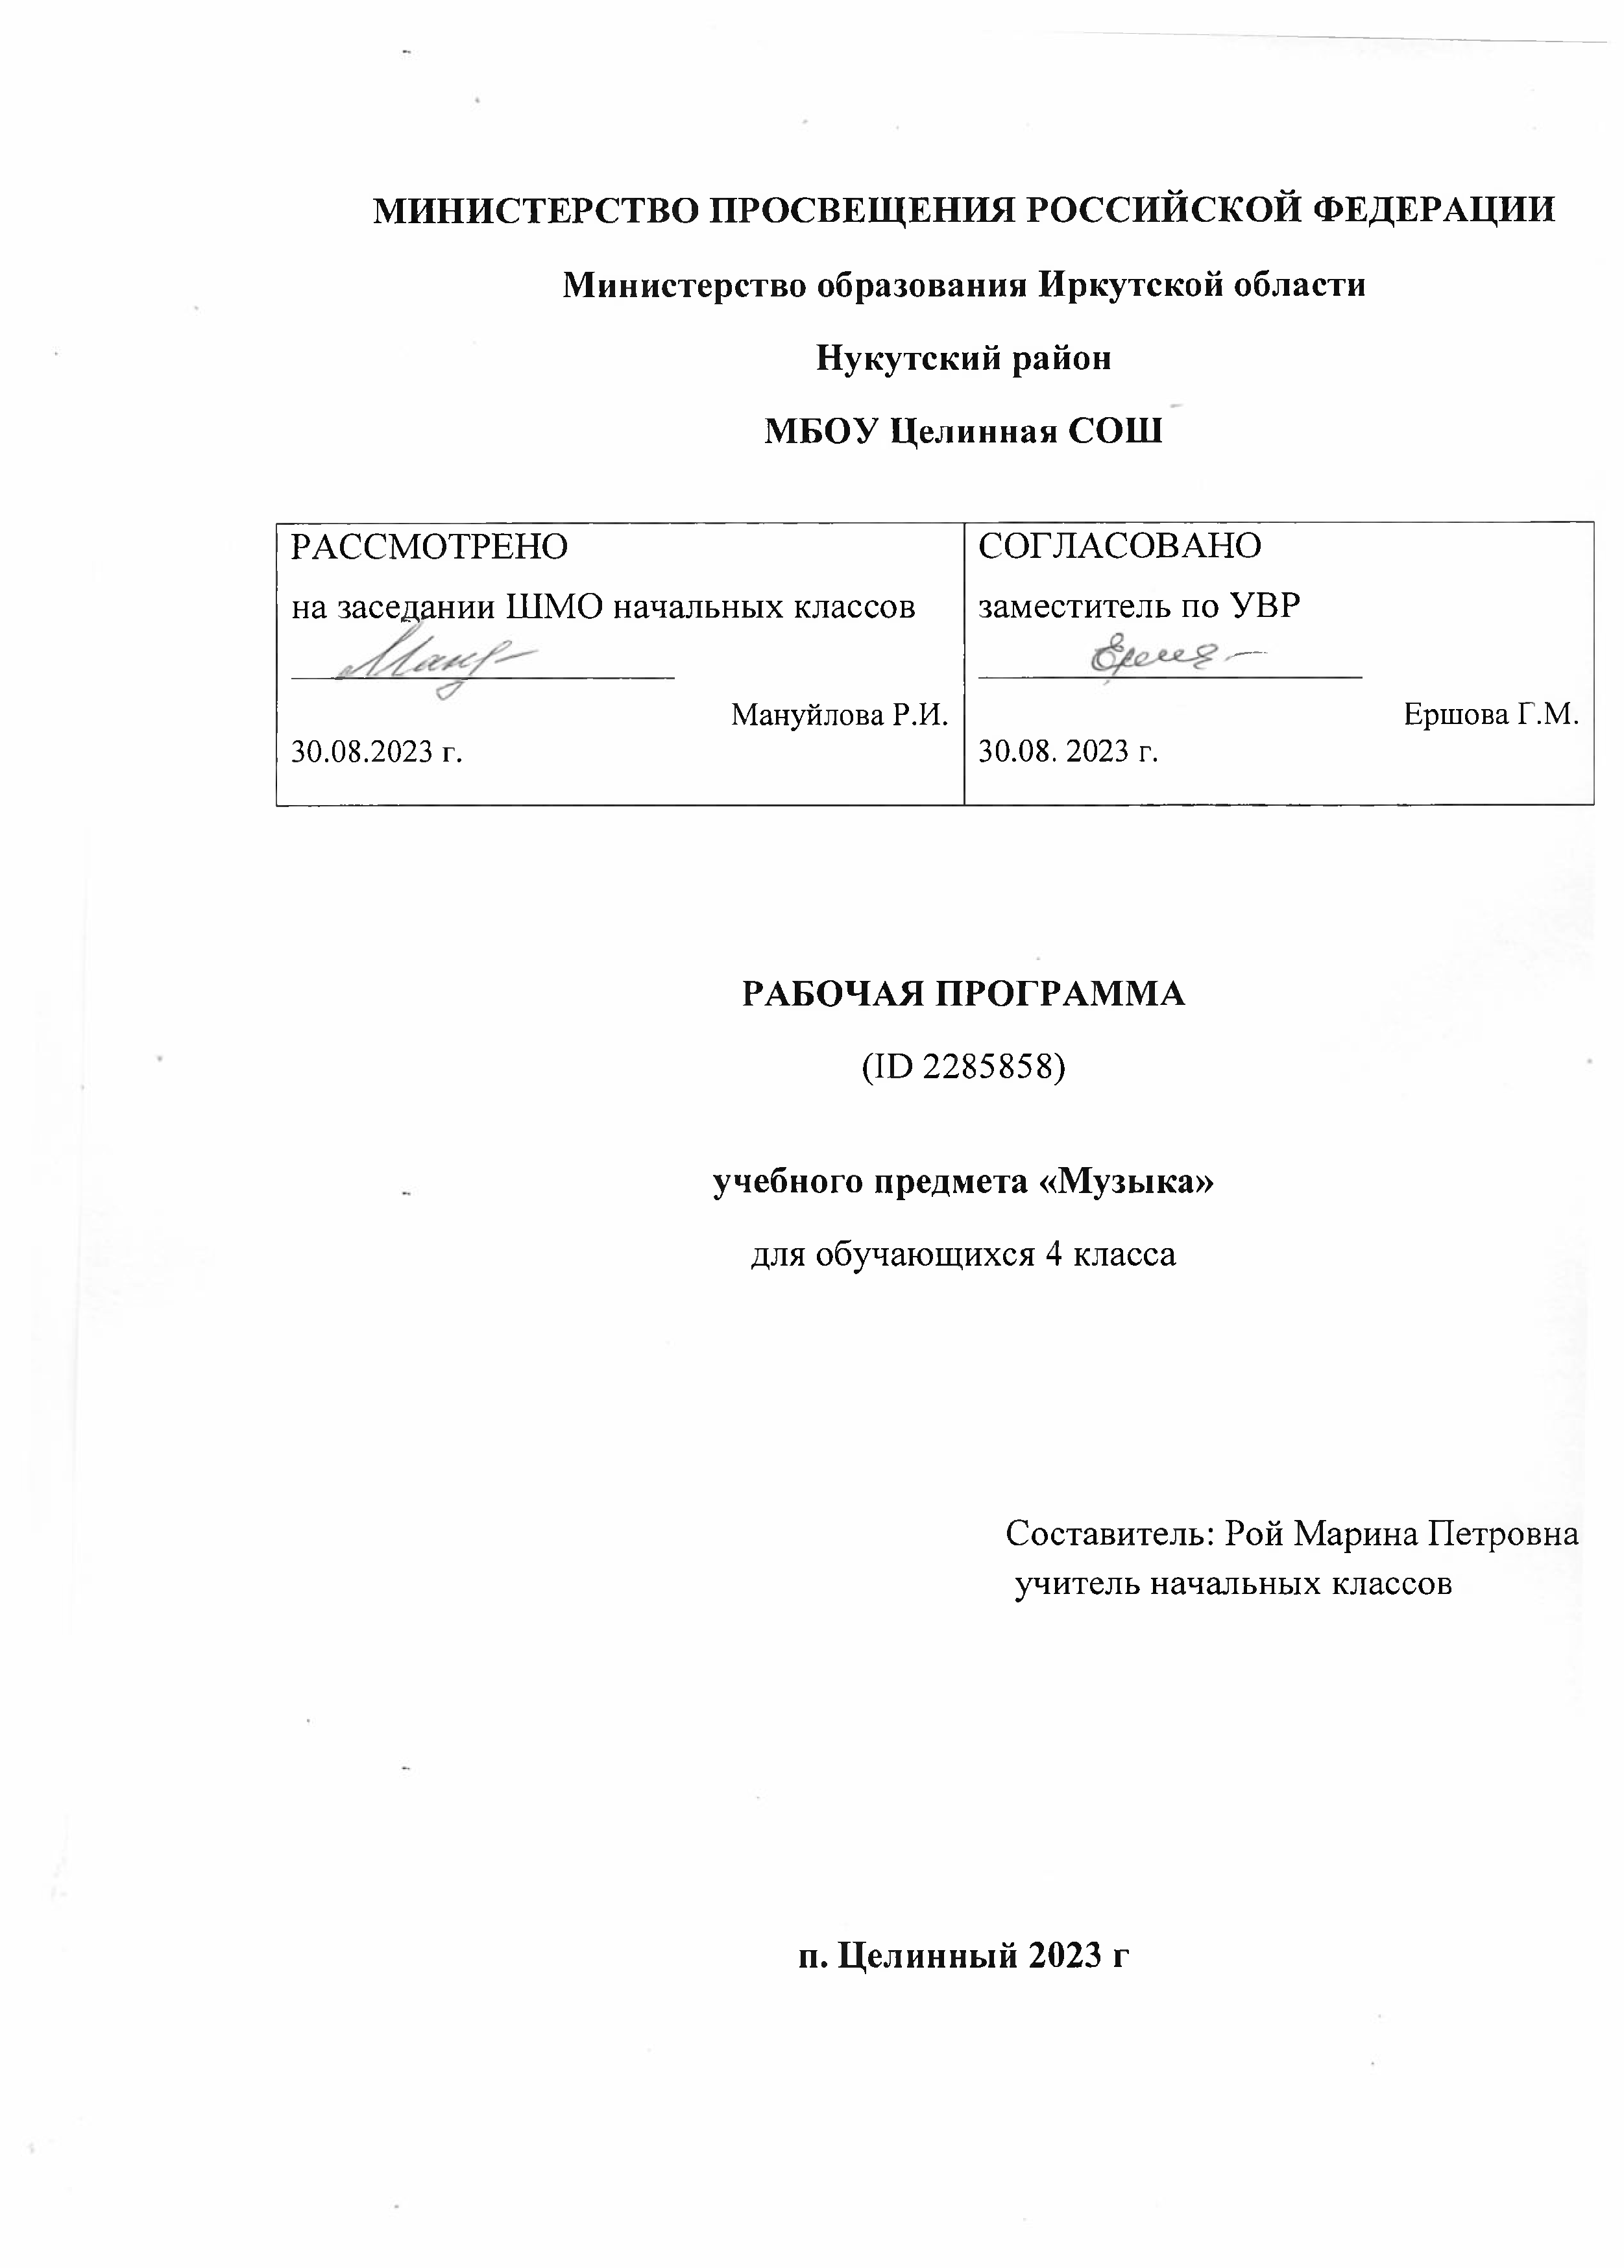 МИНИСТЕРСТВО ПРОСВЕЩЕНИЯ РОССИЙСКОЙ ФЕДЕРАЦИИ
Министерство образования Иркутской области
Нукутский район
МБОУ Целинная СОШ
РАССМОТРЕНО
на заседании ШМО начальных классов
Мануйлова Р.И.
30.08.2023 г.
СОГЛАСОВАНО
заместитель по УВР
Ершова Г.М.
30.08. 2023 г.
РАБОЧАЯ ПРОГРАММА
(ID 2285858)
учебного предмета «Музыка»
для обучающихся 4 класса
Составитель: Рой Марина Петровна
учитель начальных классов
п. Целинный 2023 г